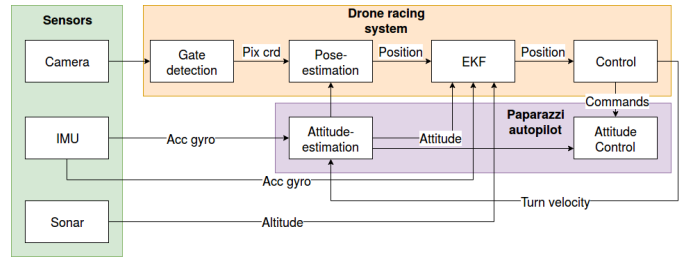 Sensors
Drone racing
system
Camera
Gate
detection
Pix crd
Pose-
estimation
Position
EKF
Position
Control
Commands
Paparazzi
autopilot
IMU
Acc gyro
Attitude-
estimation
Attitude
Attitude
Control
Acc gyro
Turn velocity
Sonar
Altitude